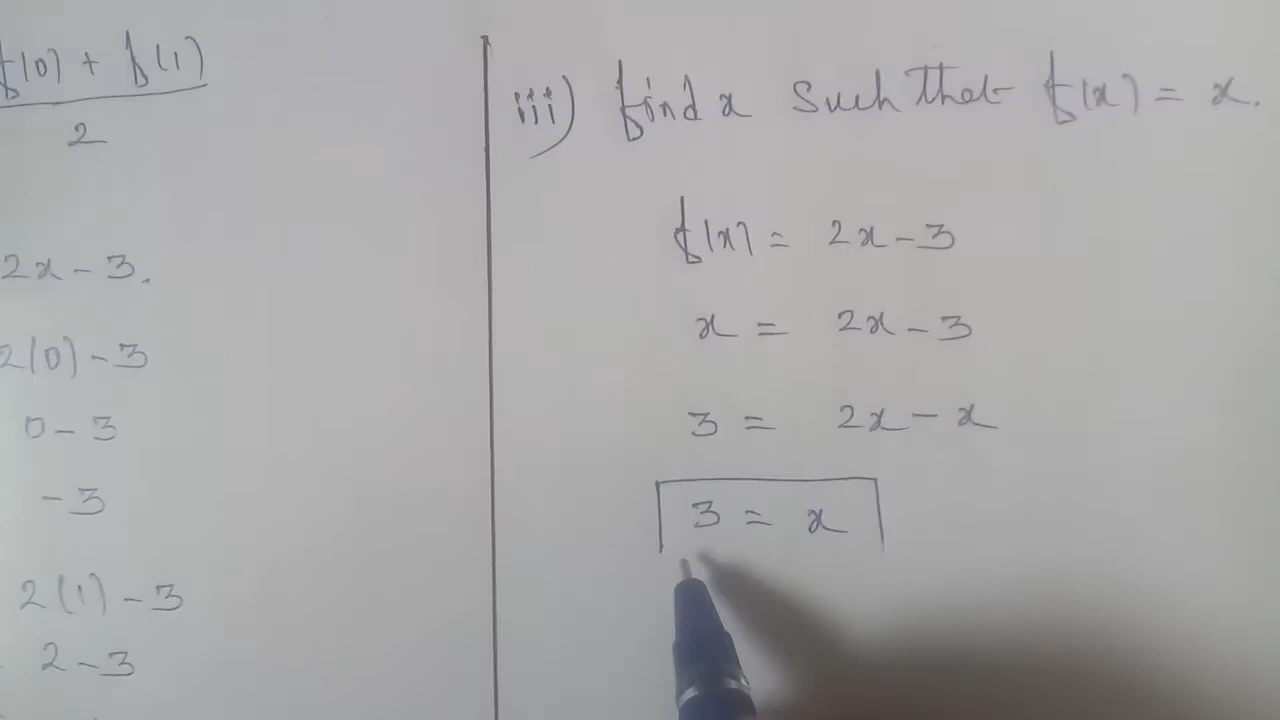 f(0) + f(1)
2
2x - 3.
2(0) - 3
0 - 3
- 3
2(1) - 3
2 - 3
iii) find x such that f(x) = x.
f(x) = 2x - 3
x = 2x - 3
3 = 2x - x
3 = x